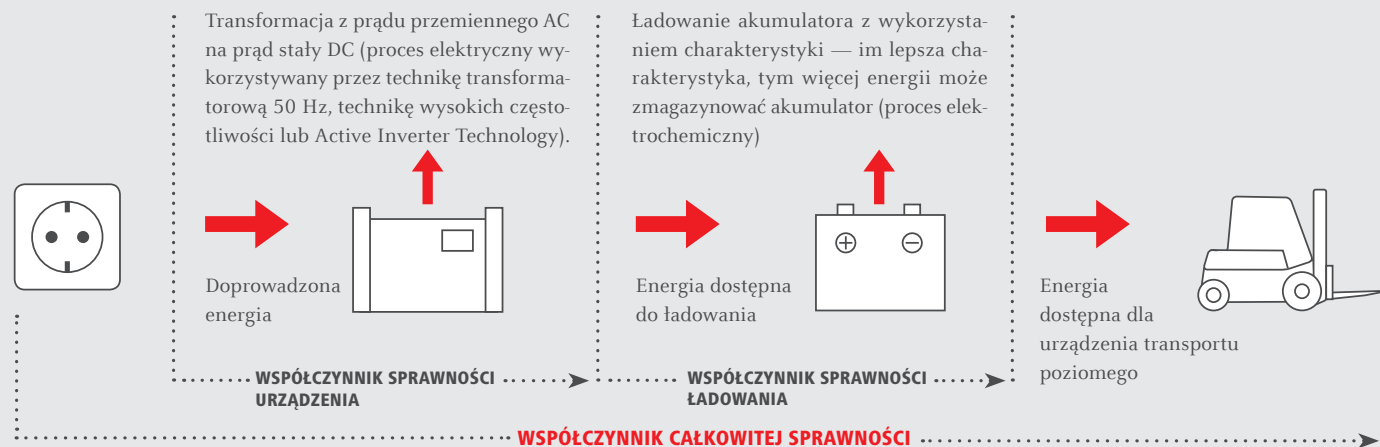 Transformacja z prądu przemiennego AC
na prąd stały DC (proces elektryczny wy-
korzystywany przez technikę transforma-
torową 50 Hz, technikę wysokich często-
tliwości lub Active Inverter Technology).
Ładowanie akumulatora z wykorzysta-
niem charakterystyki — im lepsza cha-
rakterystyka, tym więcej energii może
zmagazynować akumulator (proces elek-
trochemiczny)
Doprowadzona
energia
Energia dostępna
do ładowania
Energia
dostępna dla
urządzenia transportu
poziomego
WSPÓŁCZYNNIK SPRAWNOŚCI
URZĄDZENIA
WSPÓŁCZYNNIK SPRAWNOŚCI
ŁADOWANIA
WSPÓŁCZYNNIK CAŁKOWITEJ SPRAWNOŚCI